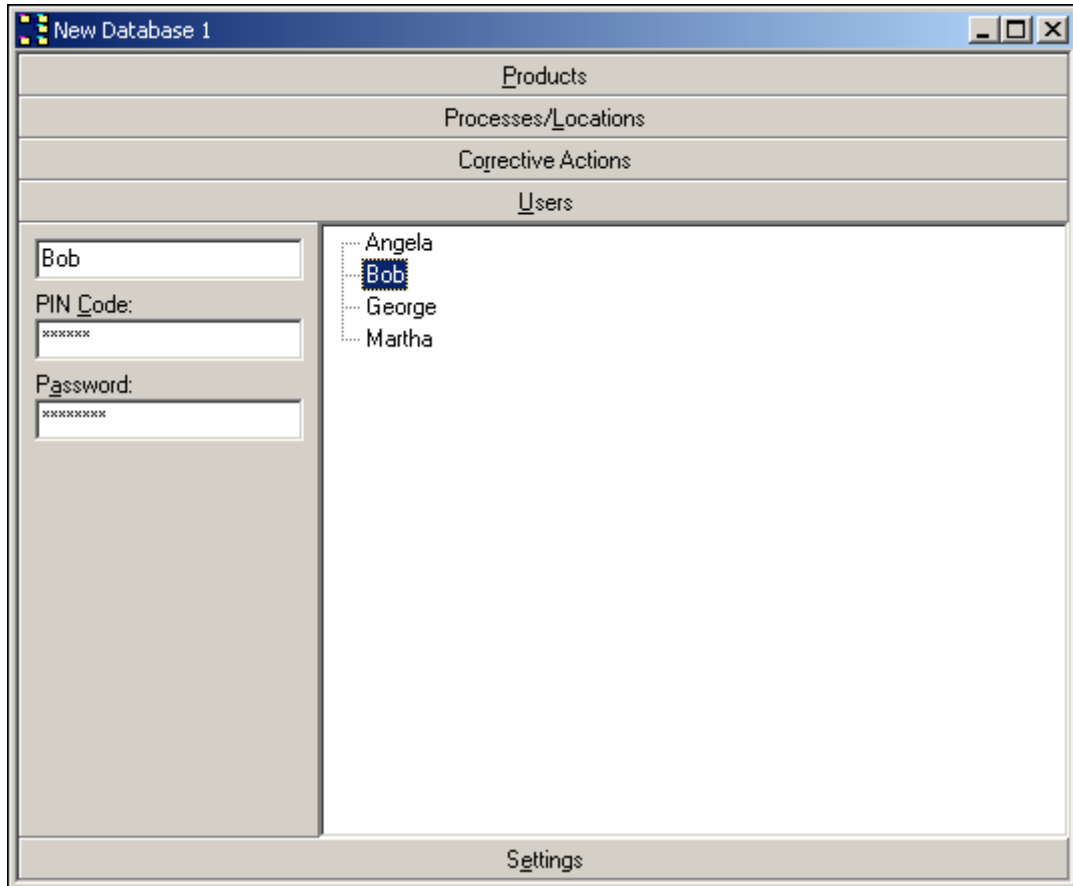 New Database 1
Products
Processes/Locations
Corrective Actions
Users
Bob
PIN Code:
******
Password:
********
Angela
Bob
George
Martha
Settings